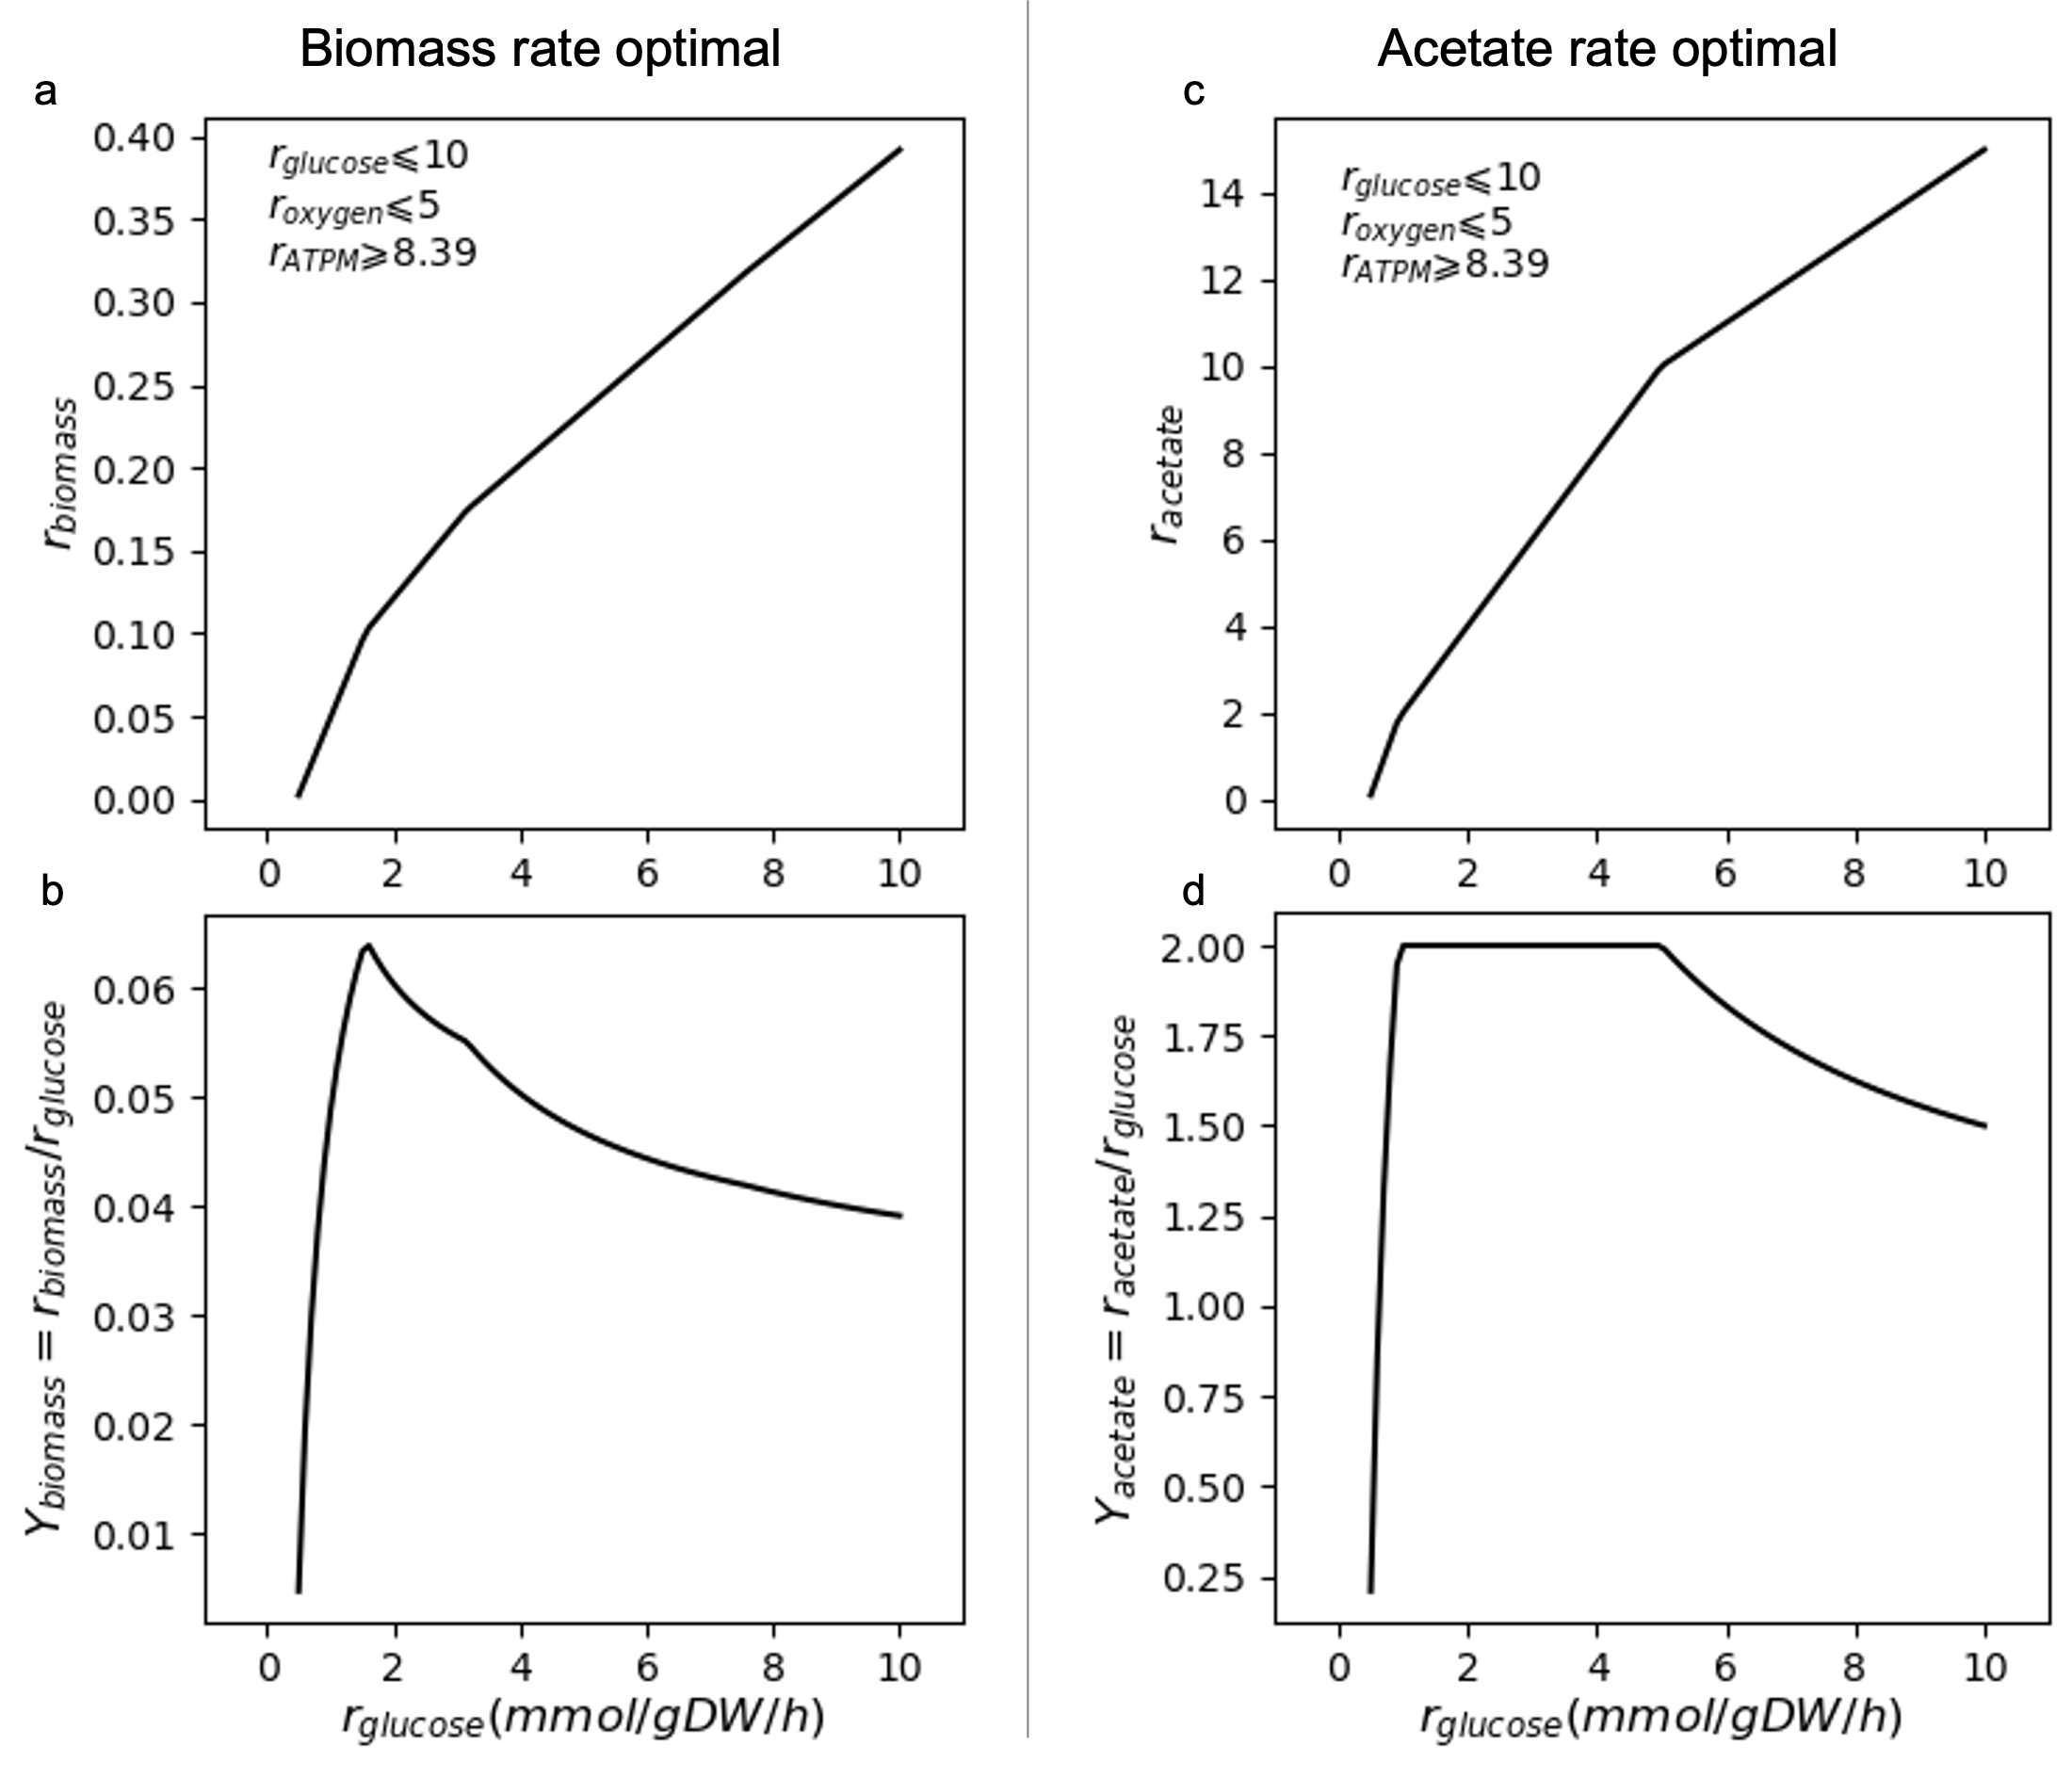 Biomass rate optimal
a
r_biomass
0.40
0.35
0.30
0.25
0.20
0.15
0.10
0.05
0.00
r_glucose⩽10
r_oxygen⩽5
r_ATPM⩾8.39
0 2 4 6 8 10
b
Y_biomass = r_biomass/r_glucose
0.06
0.05
0.04
0.03
0.02
0.01
0 2 4 6 8 10
r_glucose(mmol/gDW/h)
Acetate rate optimal
c
r_acetate
14
12
10
8
6
4
2
0
r_glucose⩽10
r_oxygen⩽5
r_ATPM⩾8.39
0 2 4 6 8 10
d
Y_acetate = r_acetate/r_glucose
2.00
1.75
1.50
1.25
1.00
0.75
0.50
0.25
0 2 4 6 8 10
r_glucose(mmol/gDW/h)